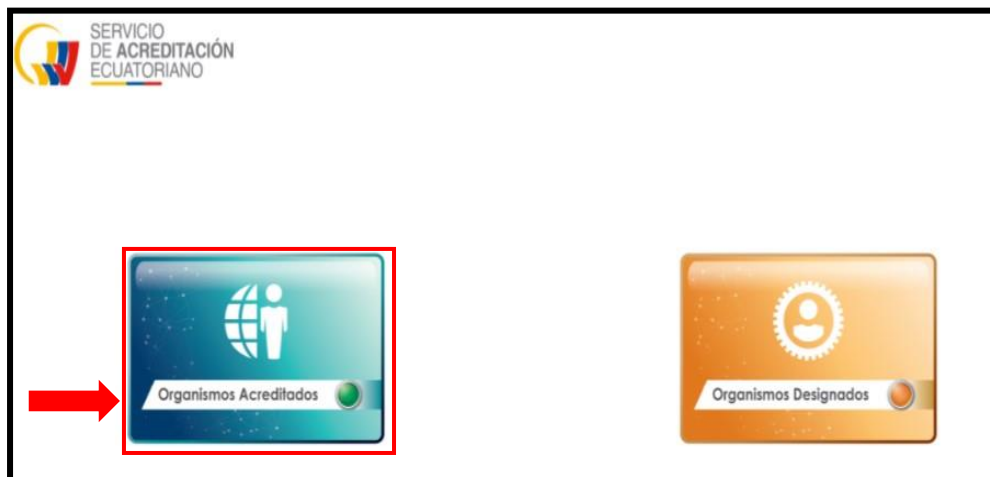 SERVICIO
DE ACREDITACIÓN
ECUATORIANO
Organismos Acreditados
Organismos Designados